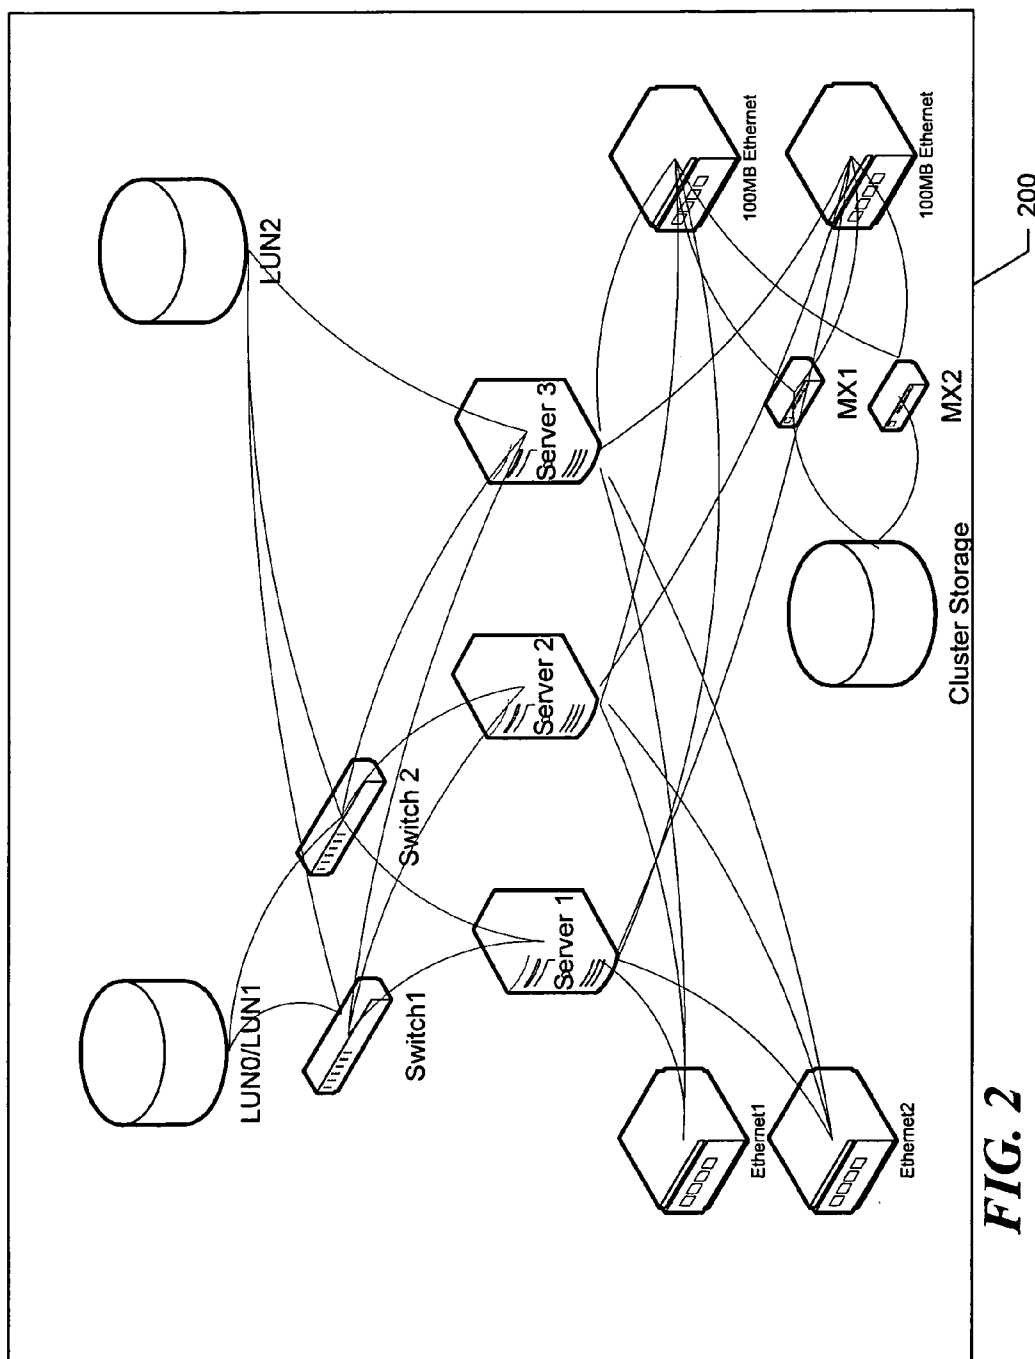 LUN0/LUN1
LUN2
Switch1
Switch 2
Server 1
Server 2
Server 3
Ethernet1
Ethernet2
100MB Ethernet
100MB Ethernet
MX1
MX2
Cluster Storage
200
FIG. 2